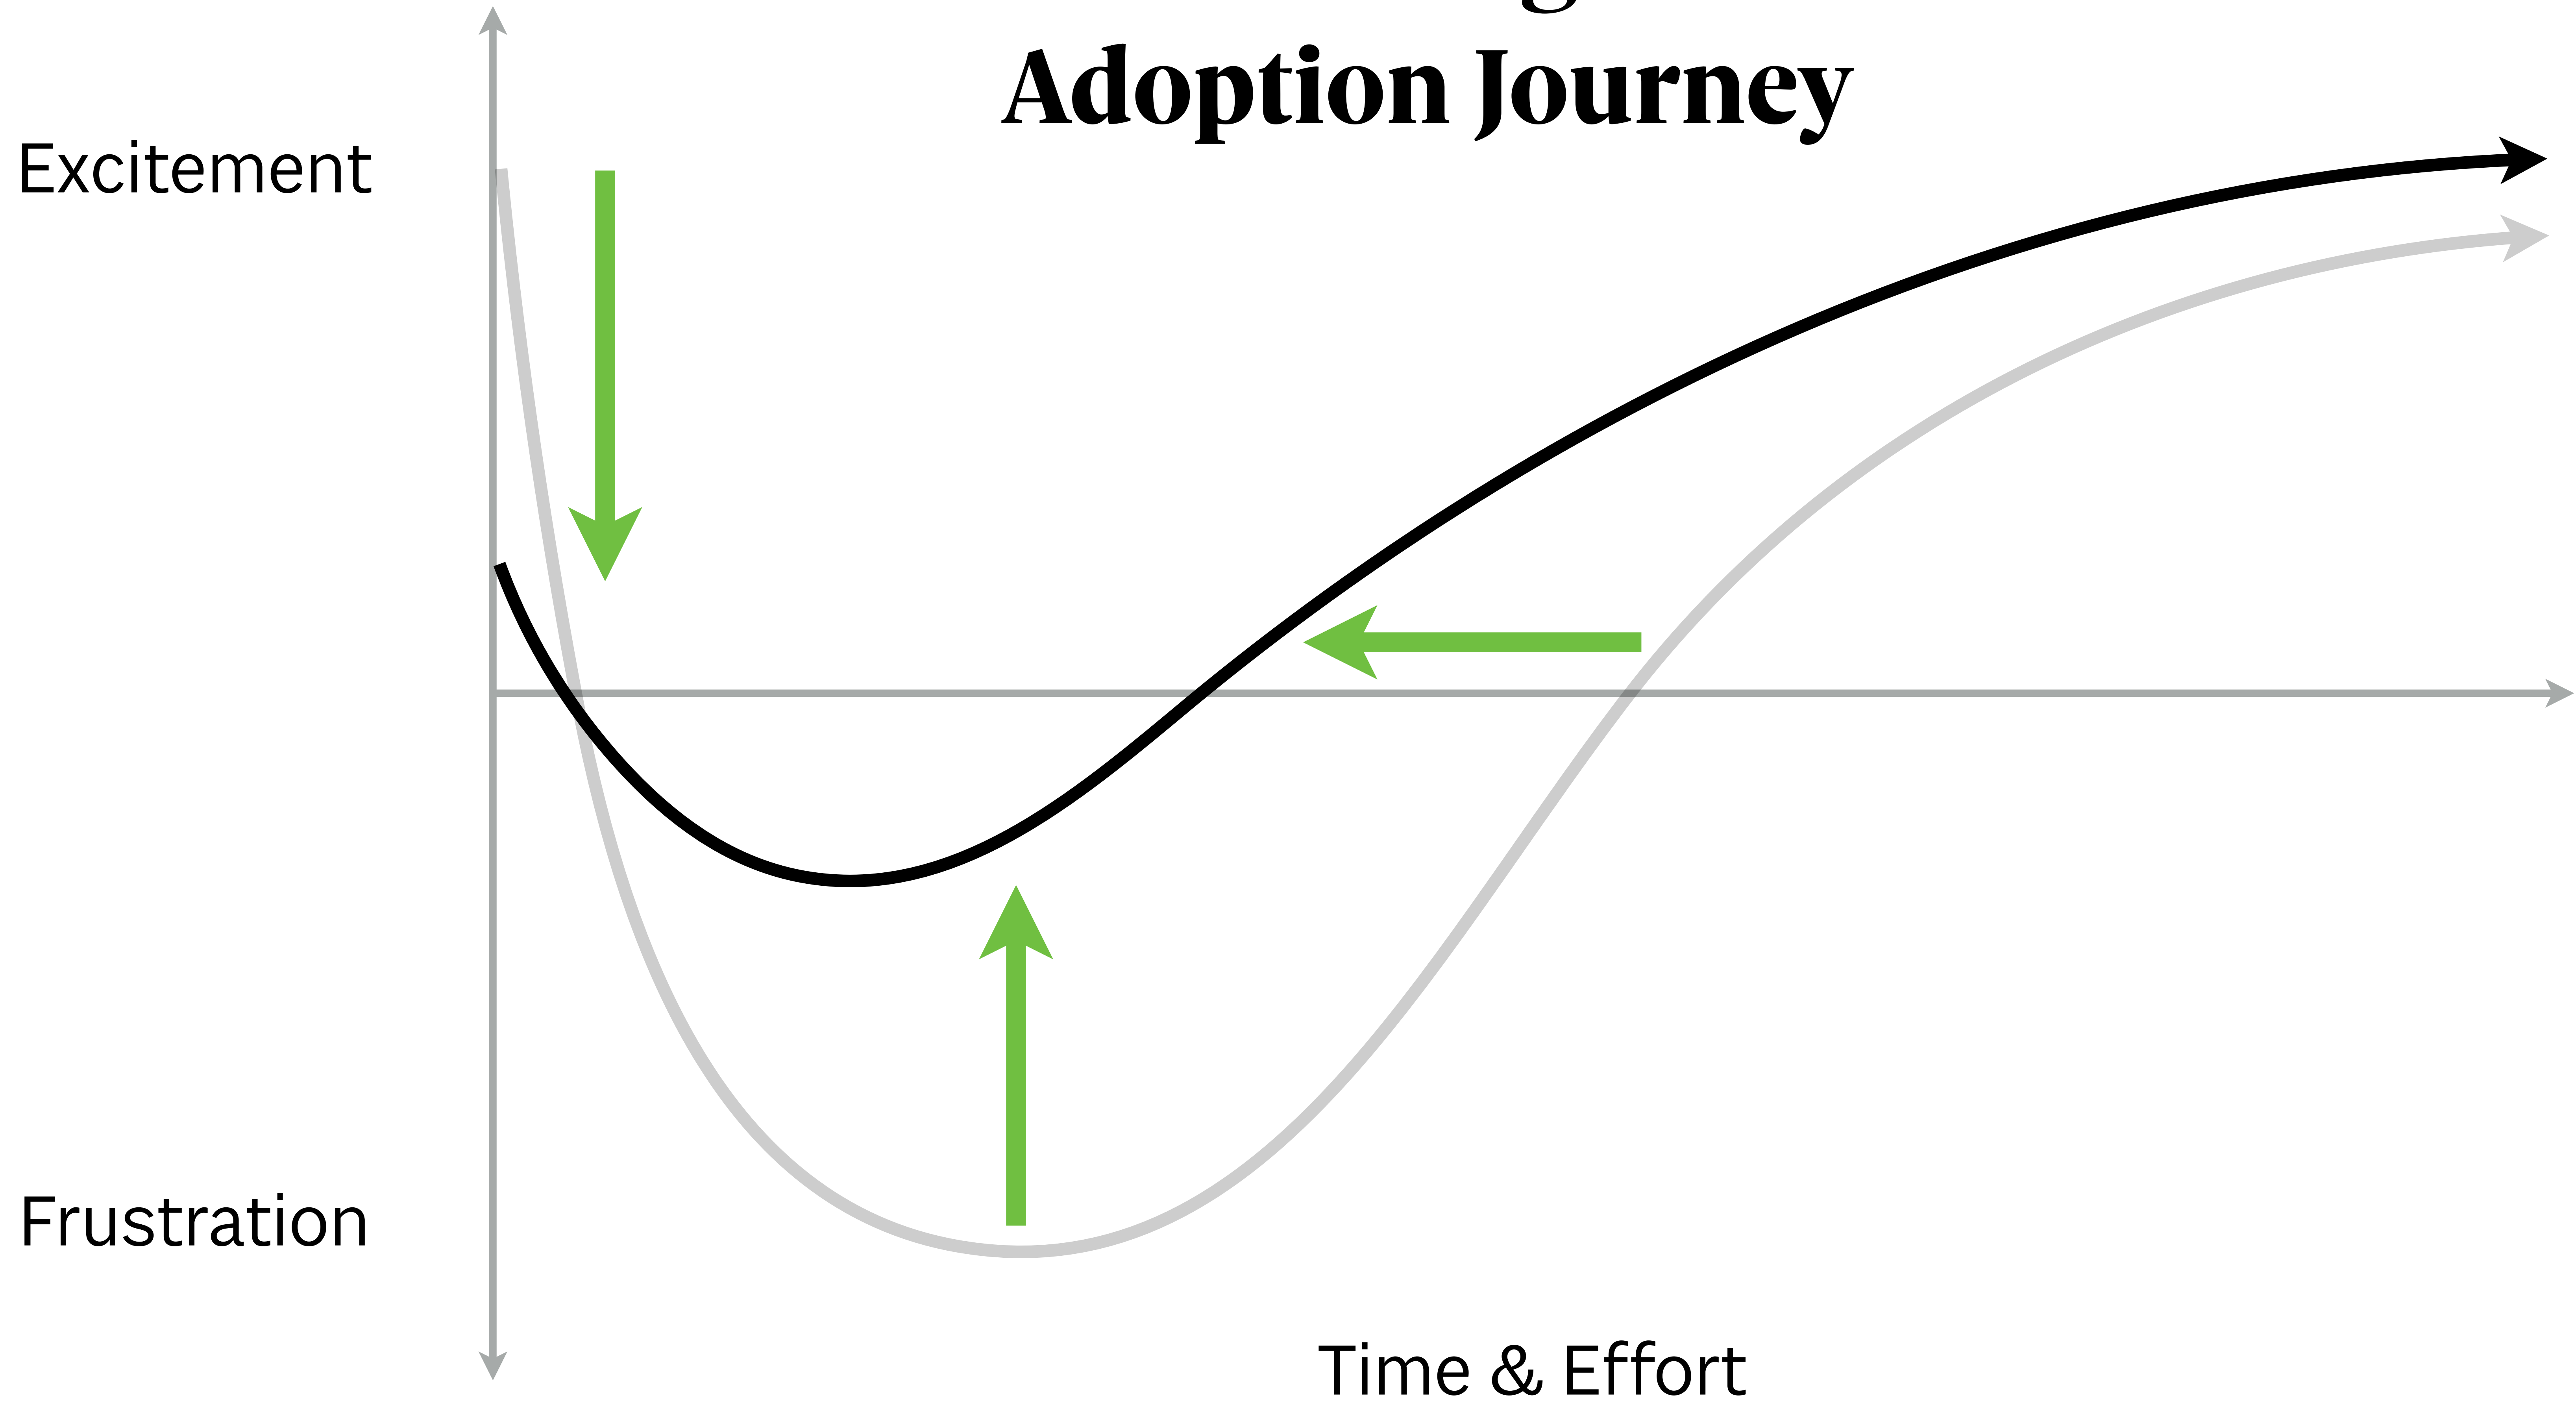 Adoption Journey
Excitement
Frustration
Time & Effort